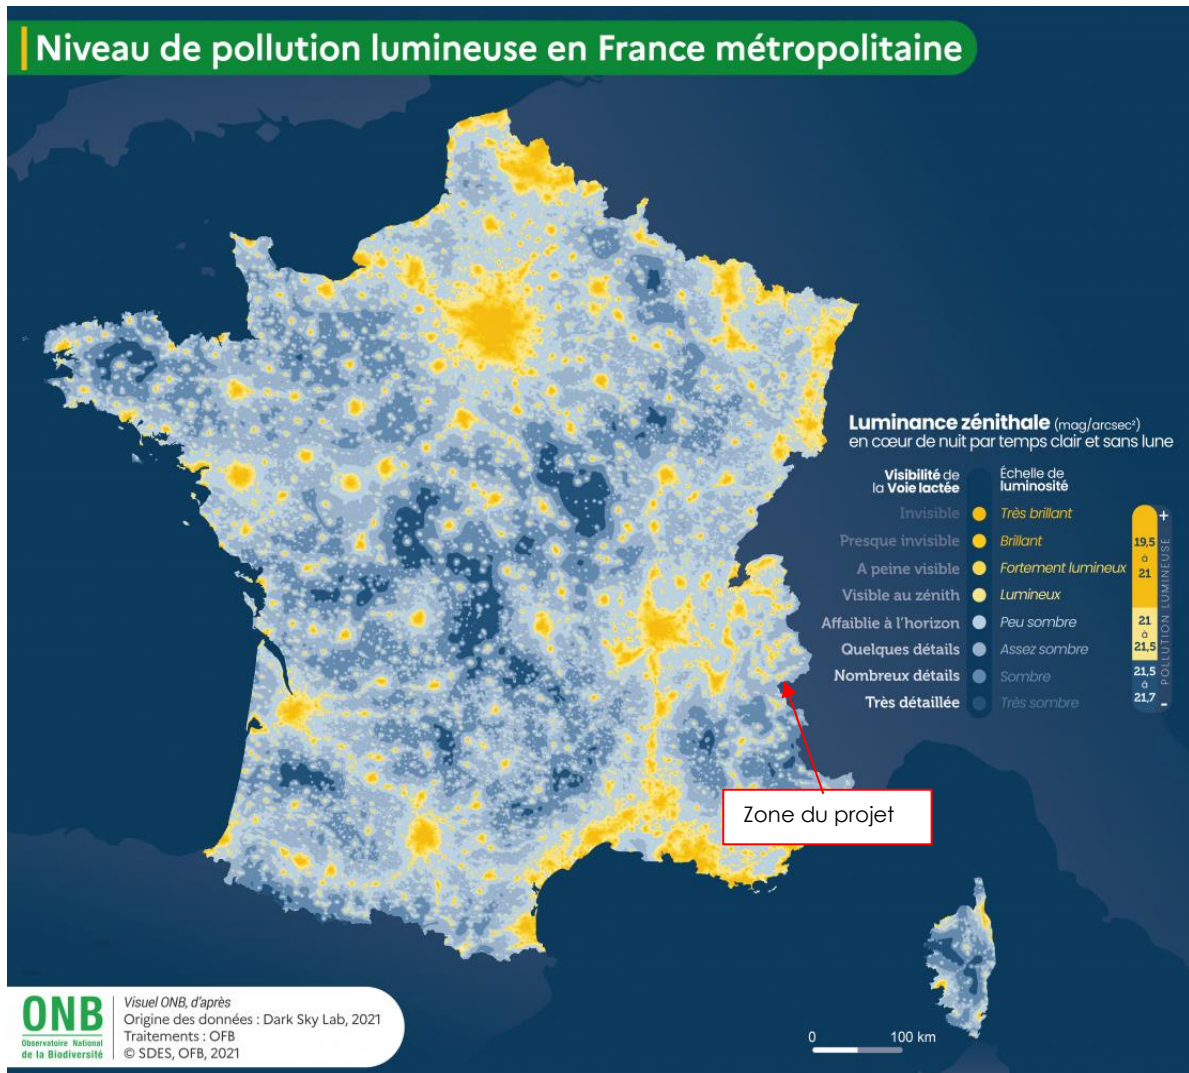 Niveau de pollution lumineuse en France métropolitaine
Luminance zénithale (mag/arcsec²)
en cœur de nuit par temps clair et sans lune
Visibilité de
la Voie lactée
Échelle de
luminosité
Invisible Très brillant
Presque invisible Brillant
A peine visible Fortement lumineux
Visible au zénith Lumineux
Affaiblie à l'horizon Peu sombre
Quelques détails Assez sombre
Nombreux détails Sombre
Très détaillée Très sombre
+
19,5
à
21
21
à
21,5
21,5
à
21,7
-
POLLUTION LUMINEUSE
Zone du projet
ONB
Observatoire National
de la Biodiversité
Visuel ONB, d'après
Origine des données : Dark Sky Lab, 2021
Traitements : OFB
© SDES, OFB, 2021
0 100 km